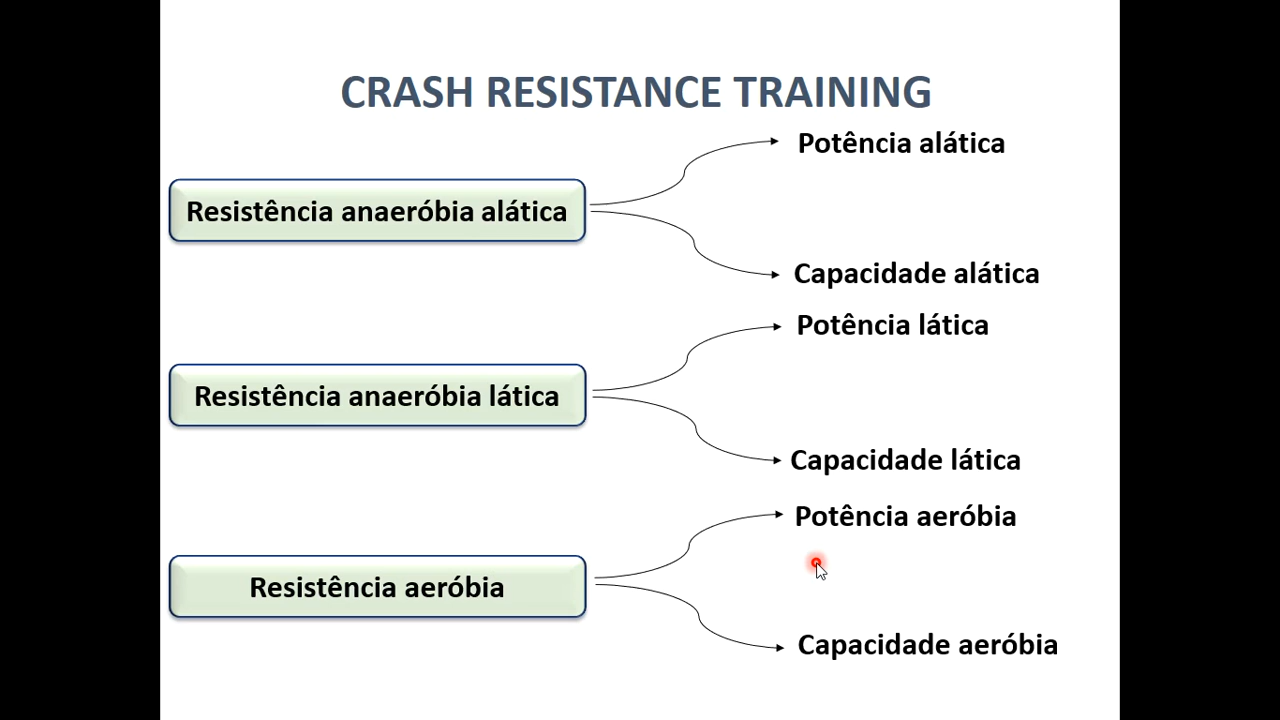 CRASH RESISTANCE TRAINING
Potência alática
Resistência anaeróbia alática
Capacidade alática
Potência lática
Resistência anaeróbia lática
Capacidade lática
Potência aeróbia
Resistência aeróbia
Capacidade aeróbia